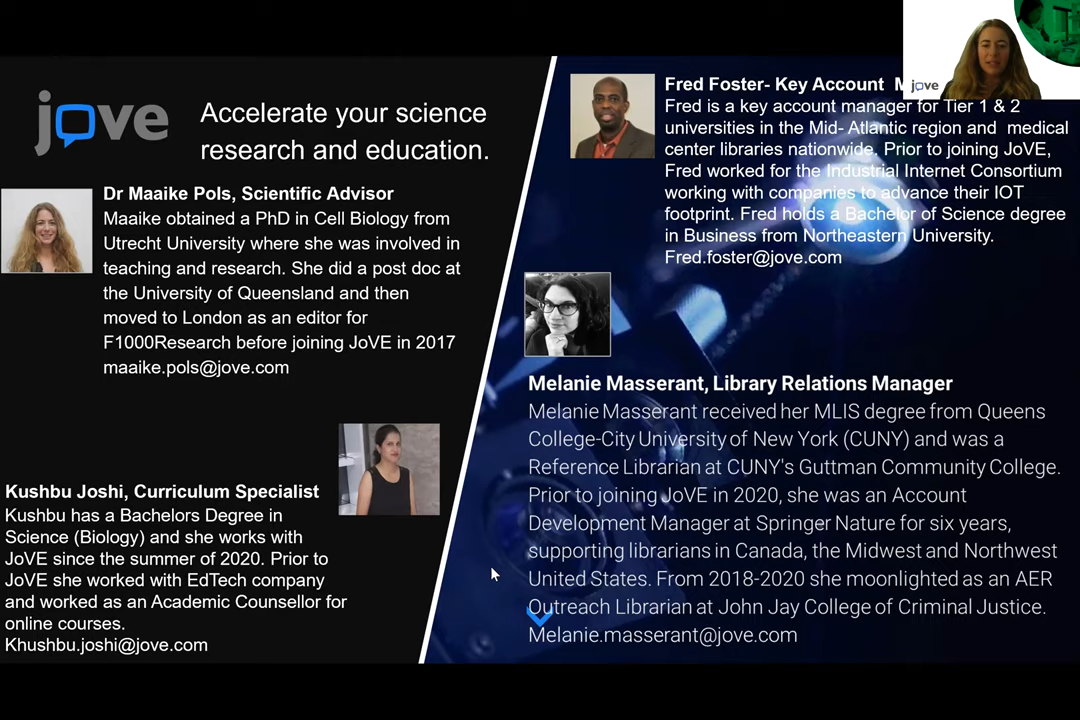 jove
Accelerate your science
research and education.
Dr Maaike Pols, Scientific Advisor
Maaike obtained a PhD in Cell Biology from
Utrecht University where she was involved in
teaching and research. She did a post doc at
the University of Queensland and then
moved to London as an editor for
F1000Research before joining JoVE in 2017
maaike.pols@jove.com
Kushbu Joshi, Curriculum Specialist
Kushbu has a Bachelors Degree in
Science (Biology) and she works with
JoVE since the summer of 2020. Prior to
JoVE she worked with EdTech company
and worked as an Academic Counsellor for
online courses.
Khushbu.joshi@jove.com
Fred Foster- Key Account
Fred is a key account manager for Tier 1 & 2
universities in the Mid- Atlantic region and medical
center libraries nationwide. Prior to joining JoVE,
Fred worked for the Industrial Internet Consortium
working with companies to advance their IOT
footprint. Fred holds a Bachelor of Science degree
in Business from Northeastern University.
Fred.foster@jove.com
Melanie Masserant, Library Relations Manager
Melanie Masserant received her MLIS degree from Queens
College-City University of New York (CUNY) and was a
Reference Librarian at CUNY's Guttman Community College.
Prior to joining JoVE in 2020, she was an Account
Development Manager at Springer Nature for six years,
supporting librarians in Canada, the Midwest and Northwest
United States. From 2018-2020 she moonlighted as an AER
Outreach Librarian at John Jay College of Criminal Justice.
Melanie.masserant@jove.com
jove